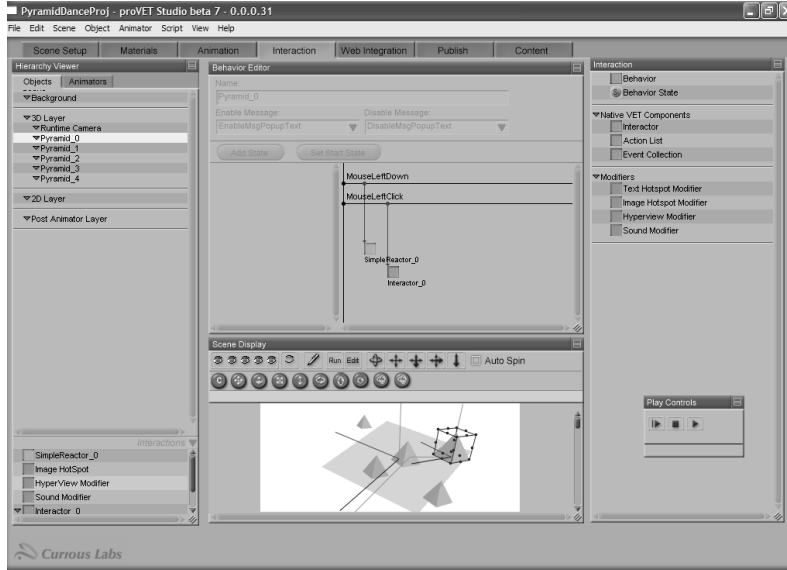 PyramidDanceProj - proVET Studio beta 7 - 0.0.0.31
File Edit Scene Object Animator Script View Help
Scene Setup Materials Animation Interaction Web Integration Publish Content
Hierarchy Viewer
Objects Animators
Background
3D Layer
Runtime Camera
Pyramid_0
Pyramid_1
Pyramid_2
Pyramid_3
Pyramid_4
2D Layer
Post Animator Layer
Interactions
SimpleReactor_0
Image HotSpot
HyperView Modifier
Sound Modifier
Interactor_0
Behavior Editor
Name:
Pyramid_0
Enable Message: Disable Message:
EnableMsgPopupText DisableMsgPopupText
Add State Set Start State
MouseLeftDown
MouseLeftClick
SimpleReactor_0
Interactor_0
Scene Display
Run Edit Auto Spin
Interaction
Behavior
Behavior State
Native VET Components
Interactor
Action List
Event Collection
Modifiers
Text Hotspot Modifier
Image Hotspot Modifier
Hyperview Modifier
Sound Modifier
Play Controls
Curious Labs